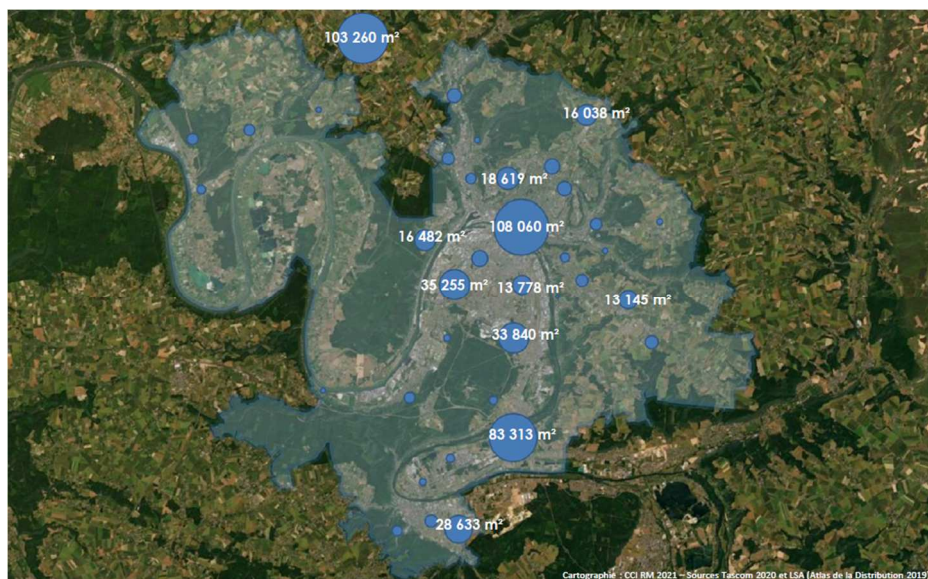 103 260 m²
16 038 m²
18 619 m²
108 060 m²
16 482 m²
35 255 m²
13 778 m²
13 145 m²
33 840 m²
83 313 m²
28 633 m²
Cartographie : CCI RM 2021 – Sources Tascom 2020 et LSA (Atlas de la Distribution 2019)